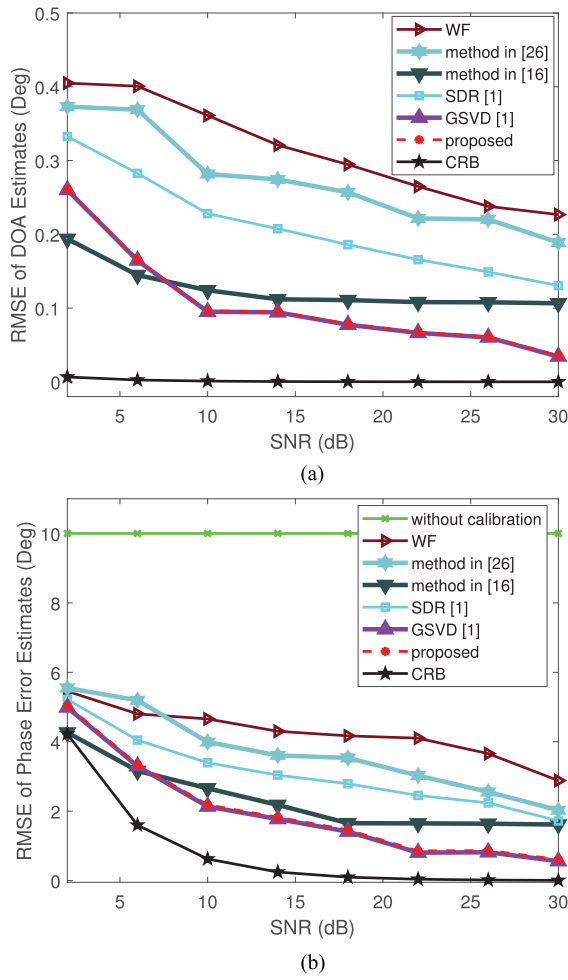 0.5
0.4
0.3
0.2
0.1
0
RMSE of DOA Estimates (Deg)
WF
method in [26]
method in [16]
SDR [1]
GSVD [1]
proposed
CRB
5 10 15 20 25 30
SNR (dB)
(a)
10
8
6
4
2
0
RMSE of Phase Error Estimates (Deg)
without calibration
WF
method in [26]
method in [16]
SDR [1]
GSVD [1]
proposed
CRB
5 10 15 20 25 30
SNR (dB)
(b)